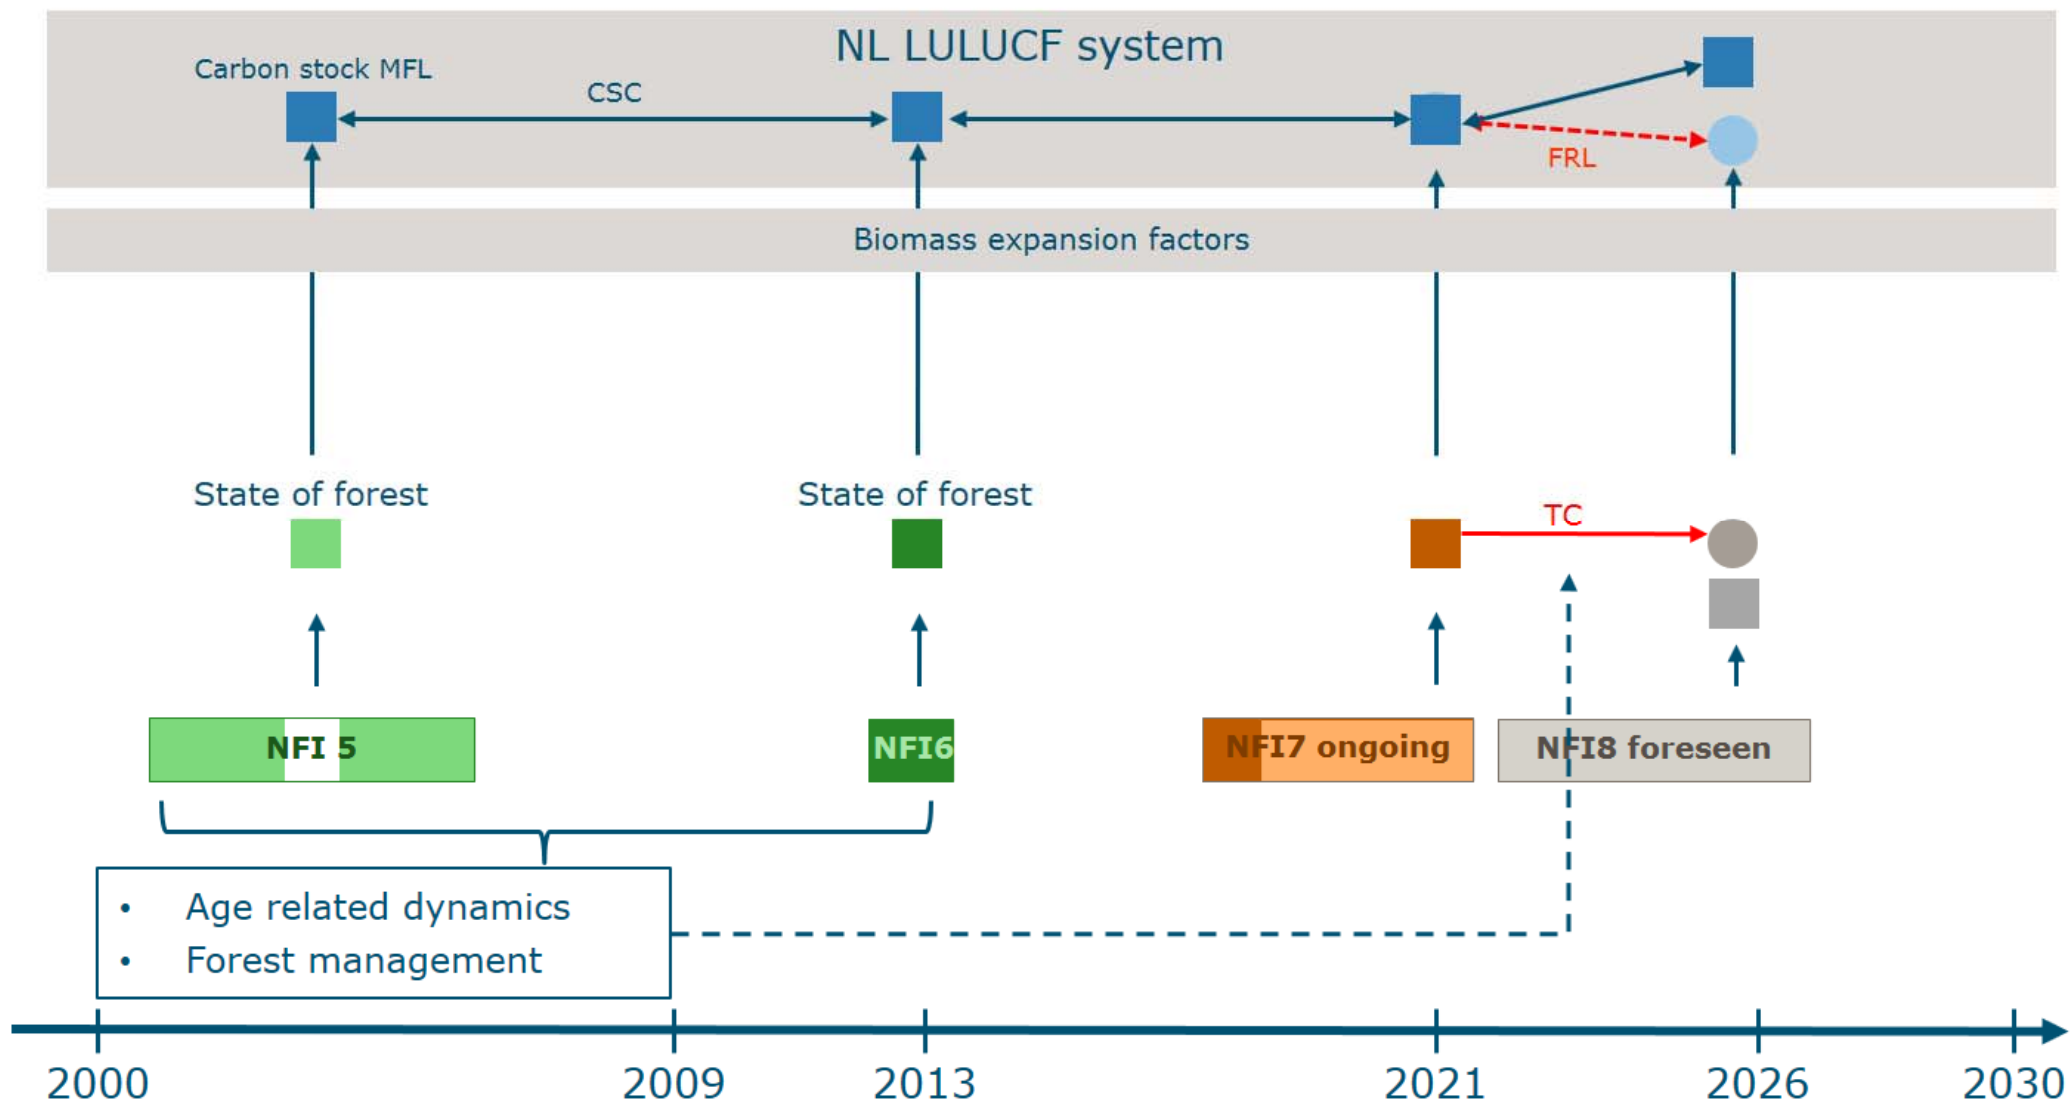 NL LULUCF system
Carbon stock MFL
CSC
FRL
Biomass expansion factors
State of forest
State of forest
TC
NFI 5
NFI6
NFI7 ongoing
NFI8 foreseen
• Age related dynamics
• Forest management
2000
2009
2013
2021
2026
2030